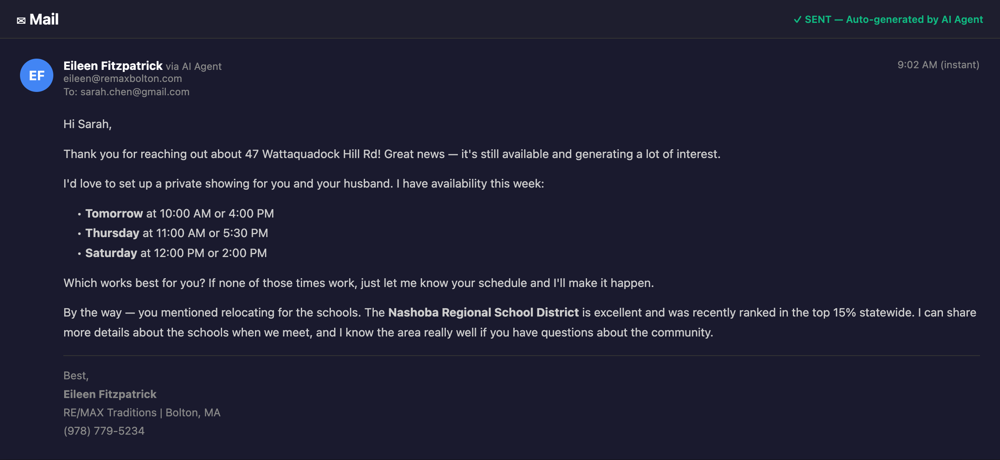 ✉ Mail
✓ SENT — Auto-generated by AI Agent
EF
Eileen Fitzpatrick via AI Agent
9:02 AM (instant)
eileen@remaxbolton.com
To: sarah.chen@gmail.com
Hi Sarah,
Thank you for reaching out about 47 Wattaquadock Hill Rd! Great news — it's still available and generating a lot of interest.
I'd love to set up a private showing for you and your husband. I have availability this week:
• Tomorrow at 10:00 AM or 4:00 PM
• Thursday at 11:00 AM or 5:30 PM
• Saturday at 12:00 PM or 2:00 PM
Which works best for you? If none of those times work, just let me know your schedule and I'll make it happen.
By the way — you mentioned relocating for the schools. The Nashoba Regional School District is excellent and was recently ranked in the top 15% statewide. I can share
more details about the schools when we meet, and I know the area really well if you have questions about the community.
Best,
Eileen Fitzpatrick
RE/MAX Traditions | Bolton, MA
(978) 779-5234